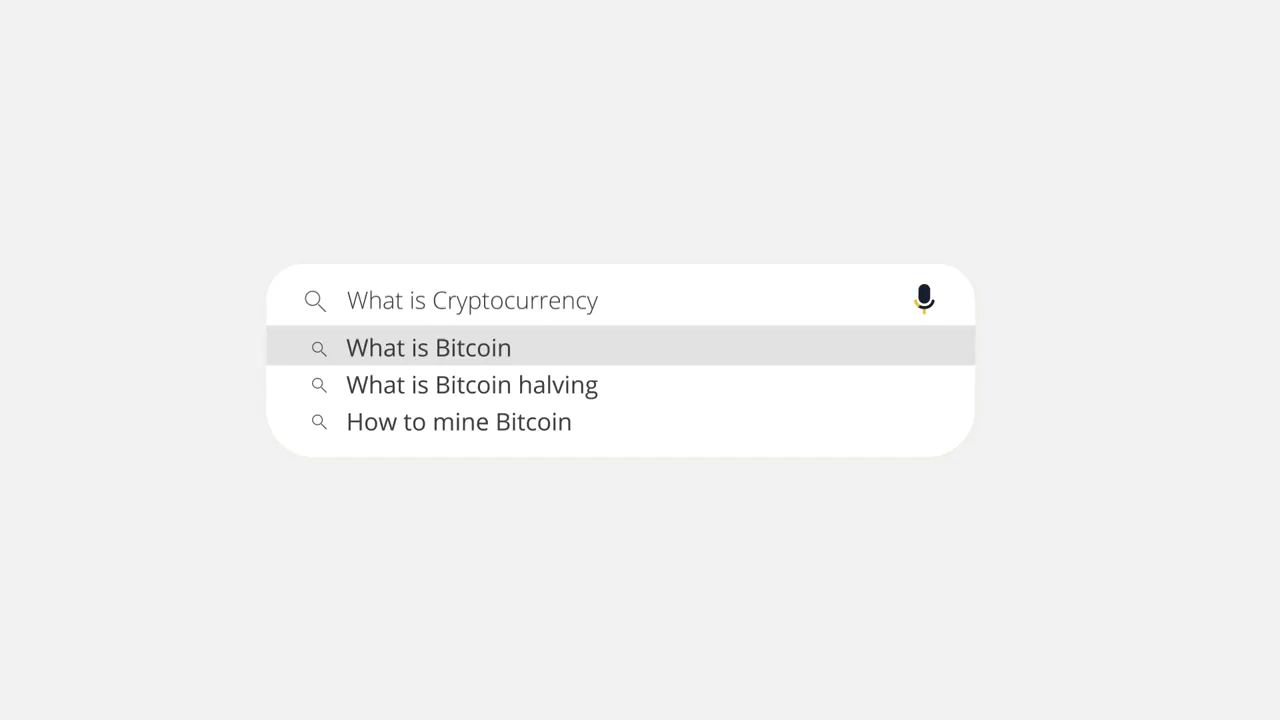 What is Cryptocurrency
What is Bitcoin
What is Bitcoin halving
How to mine Bitcoin